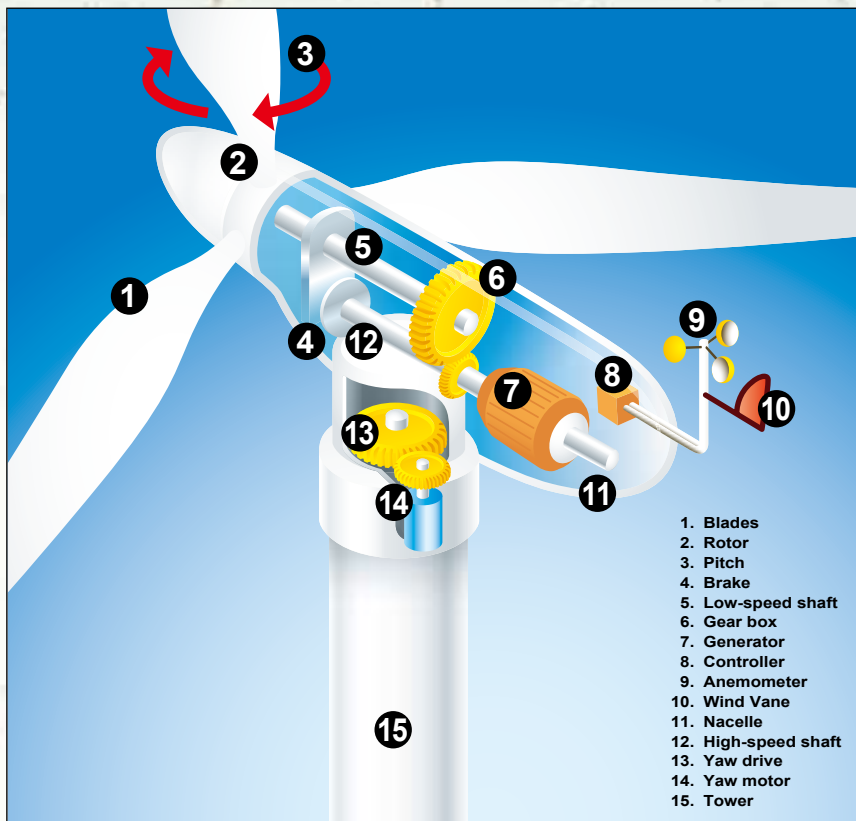 3
2
5
6
1
9
12
4
8
7
10
13
14
11
1. Blades
2. Rotor
3. Pitch
4. Brake
5. Low-speed shaft
6. Gear box
7. Generator
8. Controller
9. Anemometer
10. Wind Vane
11. Nacelle
12. High-speed shaft
13. Yaw drive
14. Yaw motor
15. Tower
15